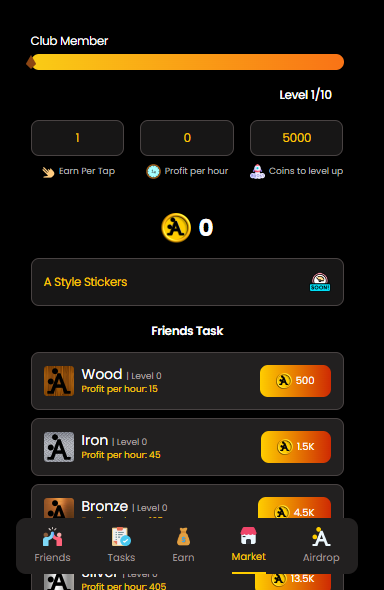 Club Member
Level 1/10
1
0
5000
Earn Per Tap
Profit per hour
Coins to level up
0
A Style Stickers
SOON!
Friends Task
Wood | Level 0
Profit per hour: 15
500
Iron | Level 0
Profit per hour: 45
1.5K
Bronze | Level 0
4.5K
Friends
Tasks
Earn
Market
Airdrop
Silver | Level 0
Profit per hour: 405
13.5K